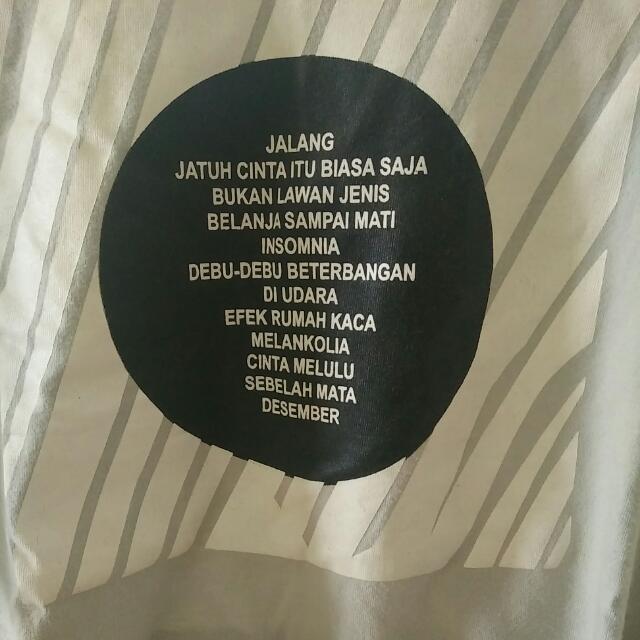 JALANG
JATUH CINTA ITU BIASA SAJA
BUKAN LAWAN JENIS
BELANJA SAMPAI MATI
INSOMNIA
DEBU-DEBU BETERBANGAN
DI UDARA
EFEK RUMAH KACA
MELANKOLIA
CINTA MELULU
SEBELAH MATA
DESEMBER